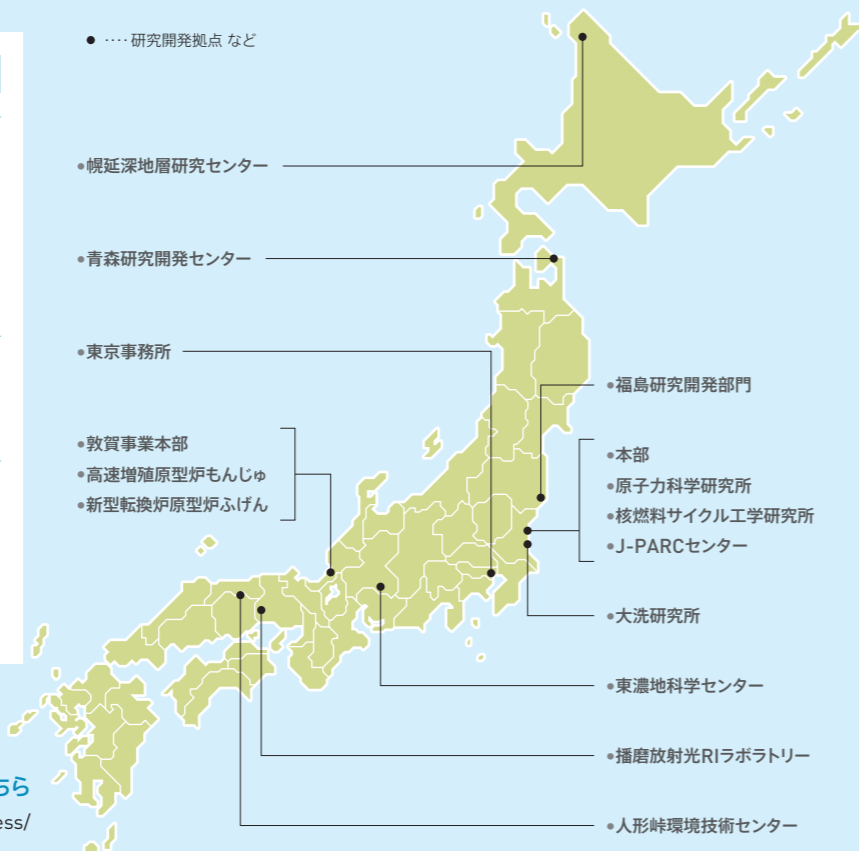 ● ････ 研究開発拠点 など
●幌延深地層研究センター
●青森研究開発センター
●東京事務所
●敦賀事業本部
●高速増殖原型炉もんじゅ
●新型転換炉原型炉ふげん
●福島研究開発部門
●本部
●原子力科学研究所
●核燃料サイクル工学研究所
●J-PARCセンター
●大洗研究所
●東濃地科学センター
●播磨放射光RIラボラトリー
●人形峠環境技術センター
ちら
ess/